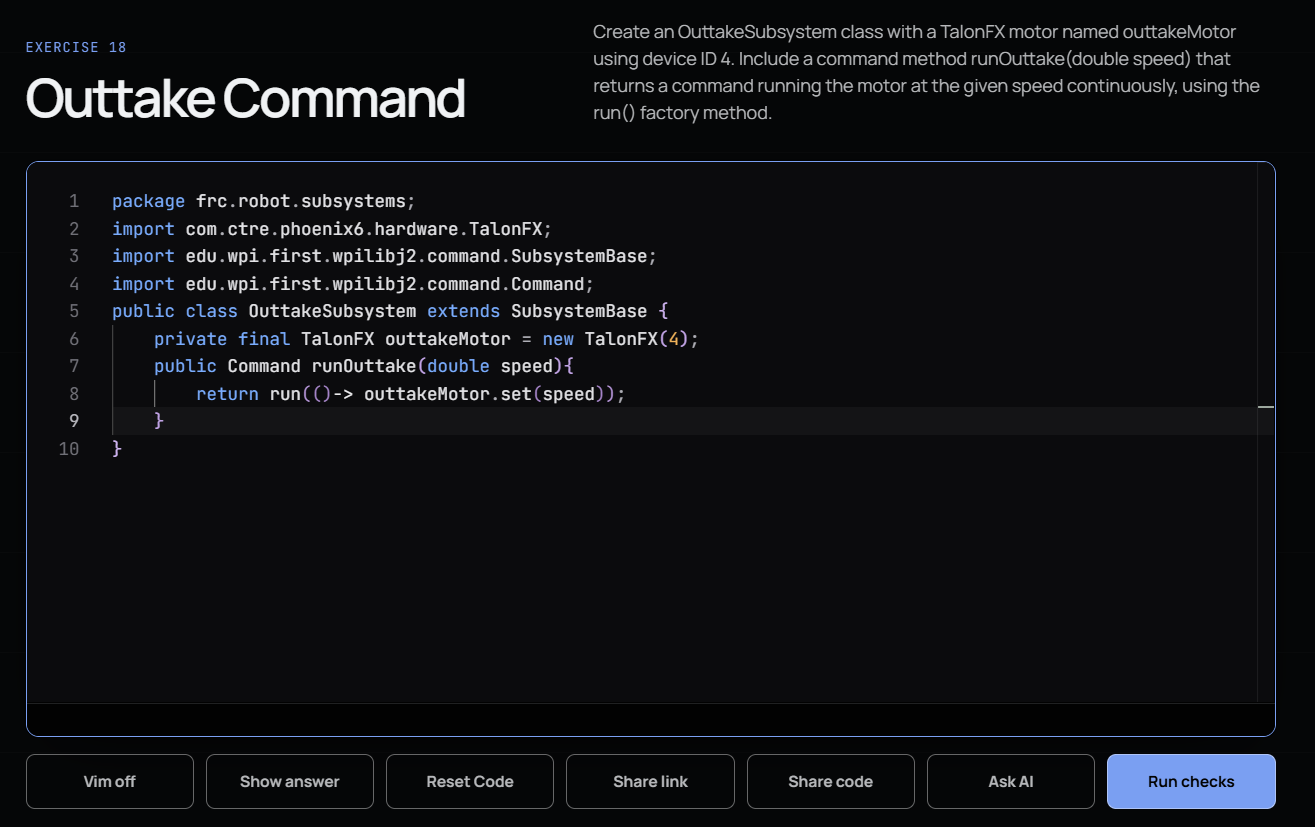 EXERCISE 18
Outtake Command
Create an OuttakeSubsystem class with a TalonFX motor named outtakeMotor
using device ID 4. Include a command method runOuttake(double speed) that
returns a command running the motor at the given speed continuously, using the
run() factory method.
1 package frc.robot.subsystems;
2 import com.ctre.phoenix6.hardware.TalonFX;
3 import edu.wpi.first.wpilibj2.command.SubsystemBase;
4 import edu.wpi.first.wpilibj2.command.Command;
5 public class OuttakeSubsystem extends SubsystemBase {
6     private final TalonFX outtakeMotor = new TalonFX(4);
7     public Command runOuttake(double speed){
8         return run(()-> outtakeMotor.set(speed));
9     }
10 }
Vim off
Show answer
Reset Code
Share link
Share code
Ask AI
Run checks